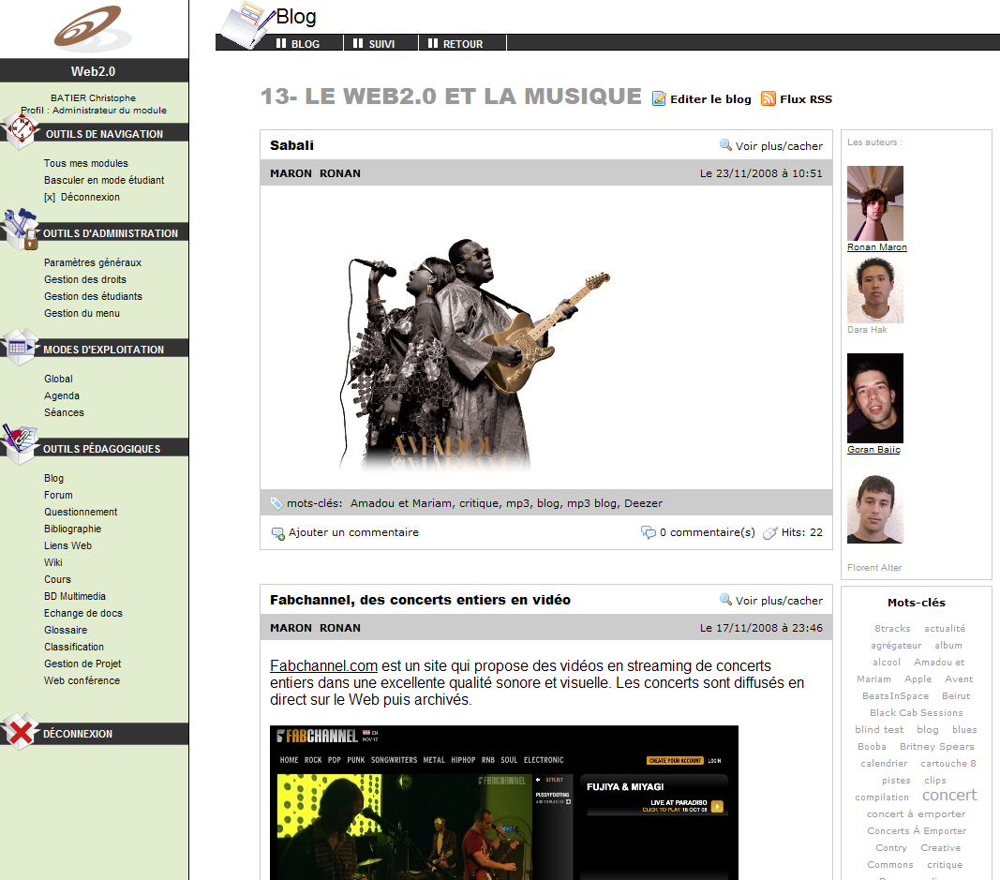 Web2.0
BATIER Christophe
Profil : Administrateur du module
N
W E
S
OUTILS DE NAVIGATION
Tous mes modules
Basculer en mode étudiant
[x] Déconnexion
OUTILS D'ADMINISTRATION
Paramètres généraux
Gestion des droits
Gestion des étudiants
Gestion du menu
MODES D'EXPLOITATION
Global
Agenda
Séances
OUTILS PÉDAGOGIQUES
Blog
Forum
Questionnement
Bibliographie
Liens Web
Wiki
Cours
BD Multimedia
Echange de docs
Glossaire
Classification
Gestion de Projet
Web conférence
DÉCONNEXION
Blog
BLOG SUIVI RETOUR
13- LE WEB2.0 ET LA MUSIQUE Editer le blog Flux RSS
Sabali Voir plus/cacher
MARON RONAN Le 23/11/2008 à 10:51
AMADOU
mots-clés: Amadou et Mariam, critique, mp3, blog, mp3 blog, Deezer
Ajouter un commentaire 0 commentaire(s) Hits: 22
Fabchannel, des concerts entiers en vidéo Voir plus/cacher
MARON RONAN Le 17/11/2008 à 23:46
Fabchannel.com est un site qui propose des vidéos en streaming de concerts
entiers dans une excellente qualité sonore et visuelle. Les concerts sont diffusés en
direct sur le Web puis archivés.
FABCHANNEL EN
NOV 17
HOME ROCK POP PUNK SONGWRITERS METAL HIPHOP RNB SOUL ELECTRONIC CREATE YOUR ACCOUNT LOG IN
FABCHANNEL SETLIST
PUSSYFOOTING
ADD TO PLAYLIST
FUJIYA & MIYAGI
LIVE AT PARADISO
CLICK TO PLAY 16 OCT 08
Les auteurs :
Ronan Maron
Dara Hak
Goran Bajic
Florent Alter
Mots-clés
8tracks actualité
agrégateur album
alcool Amadou et
Mariam Apple Avent
BeatsInSpace Beirut
Black Cab Sessions
blind test blog blues
Booba Britney Spears
calendrier cartouche 8
pistes clips
compilation concert
concert à emporter
Concerts À Emporter
Contry Creative
Commons critique